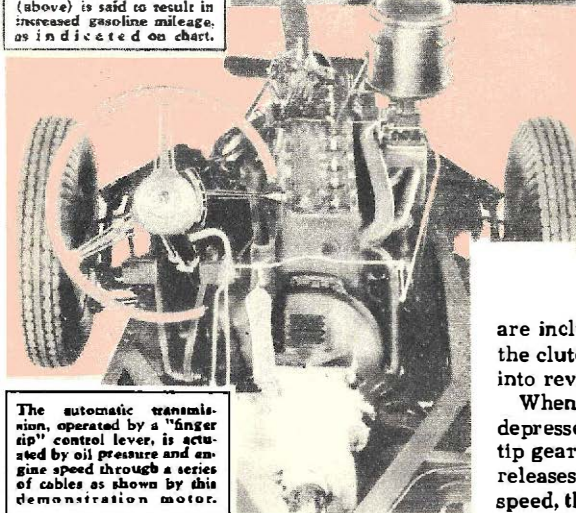 (above) is said to result in
increased gasoline mileage,
as indicated on chart.
The automatic transmis-
sion, operated by a "finger
tip" control lever, is actu-
ated by oil pressure and en-
gine speed through a series
of cables as shown by this
demonstration motor.
are incl
the clutc
into rev
When
depresse
tip gear
releases
speed, th